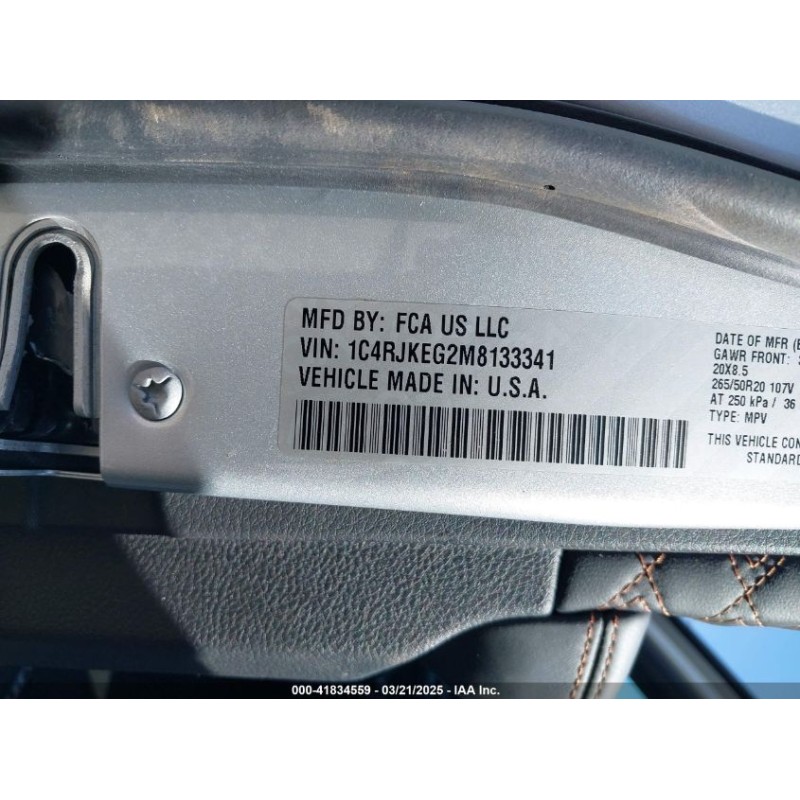 MFD BY: FCA US LLC
VIN: 1C4RJKEG2M8133341
VEHICLE MADE IN: U.S.A.
DATE OF MFR
GAWR FRONT:
20X8.5
265/50R20 107V
AT 250 kPa / 36
TYPE: MPV
THIS VEHICLE
STANDARD
000-41834559 - 03/21/2025 - IAA Inc.